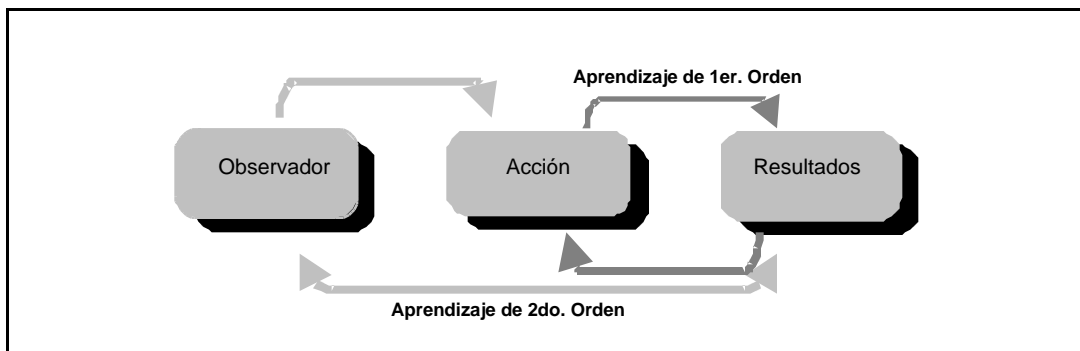 Aprendizaje de 1er. Orden
Observador
Acción
Resultados
Aprendizaje de 2do. Orden